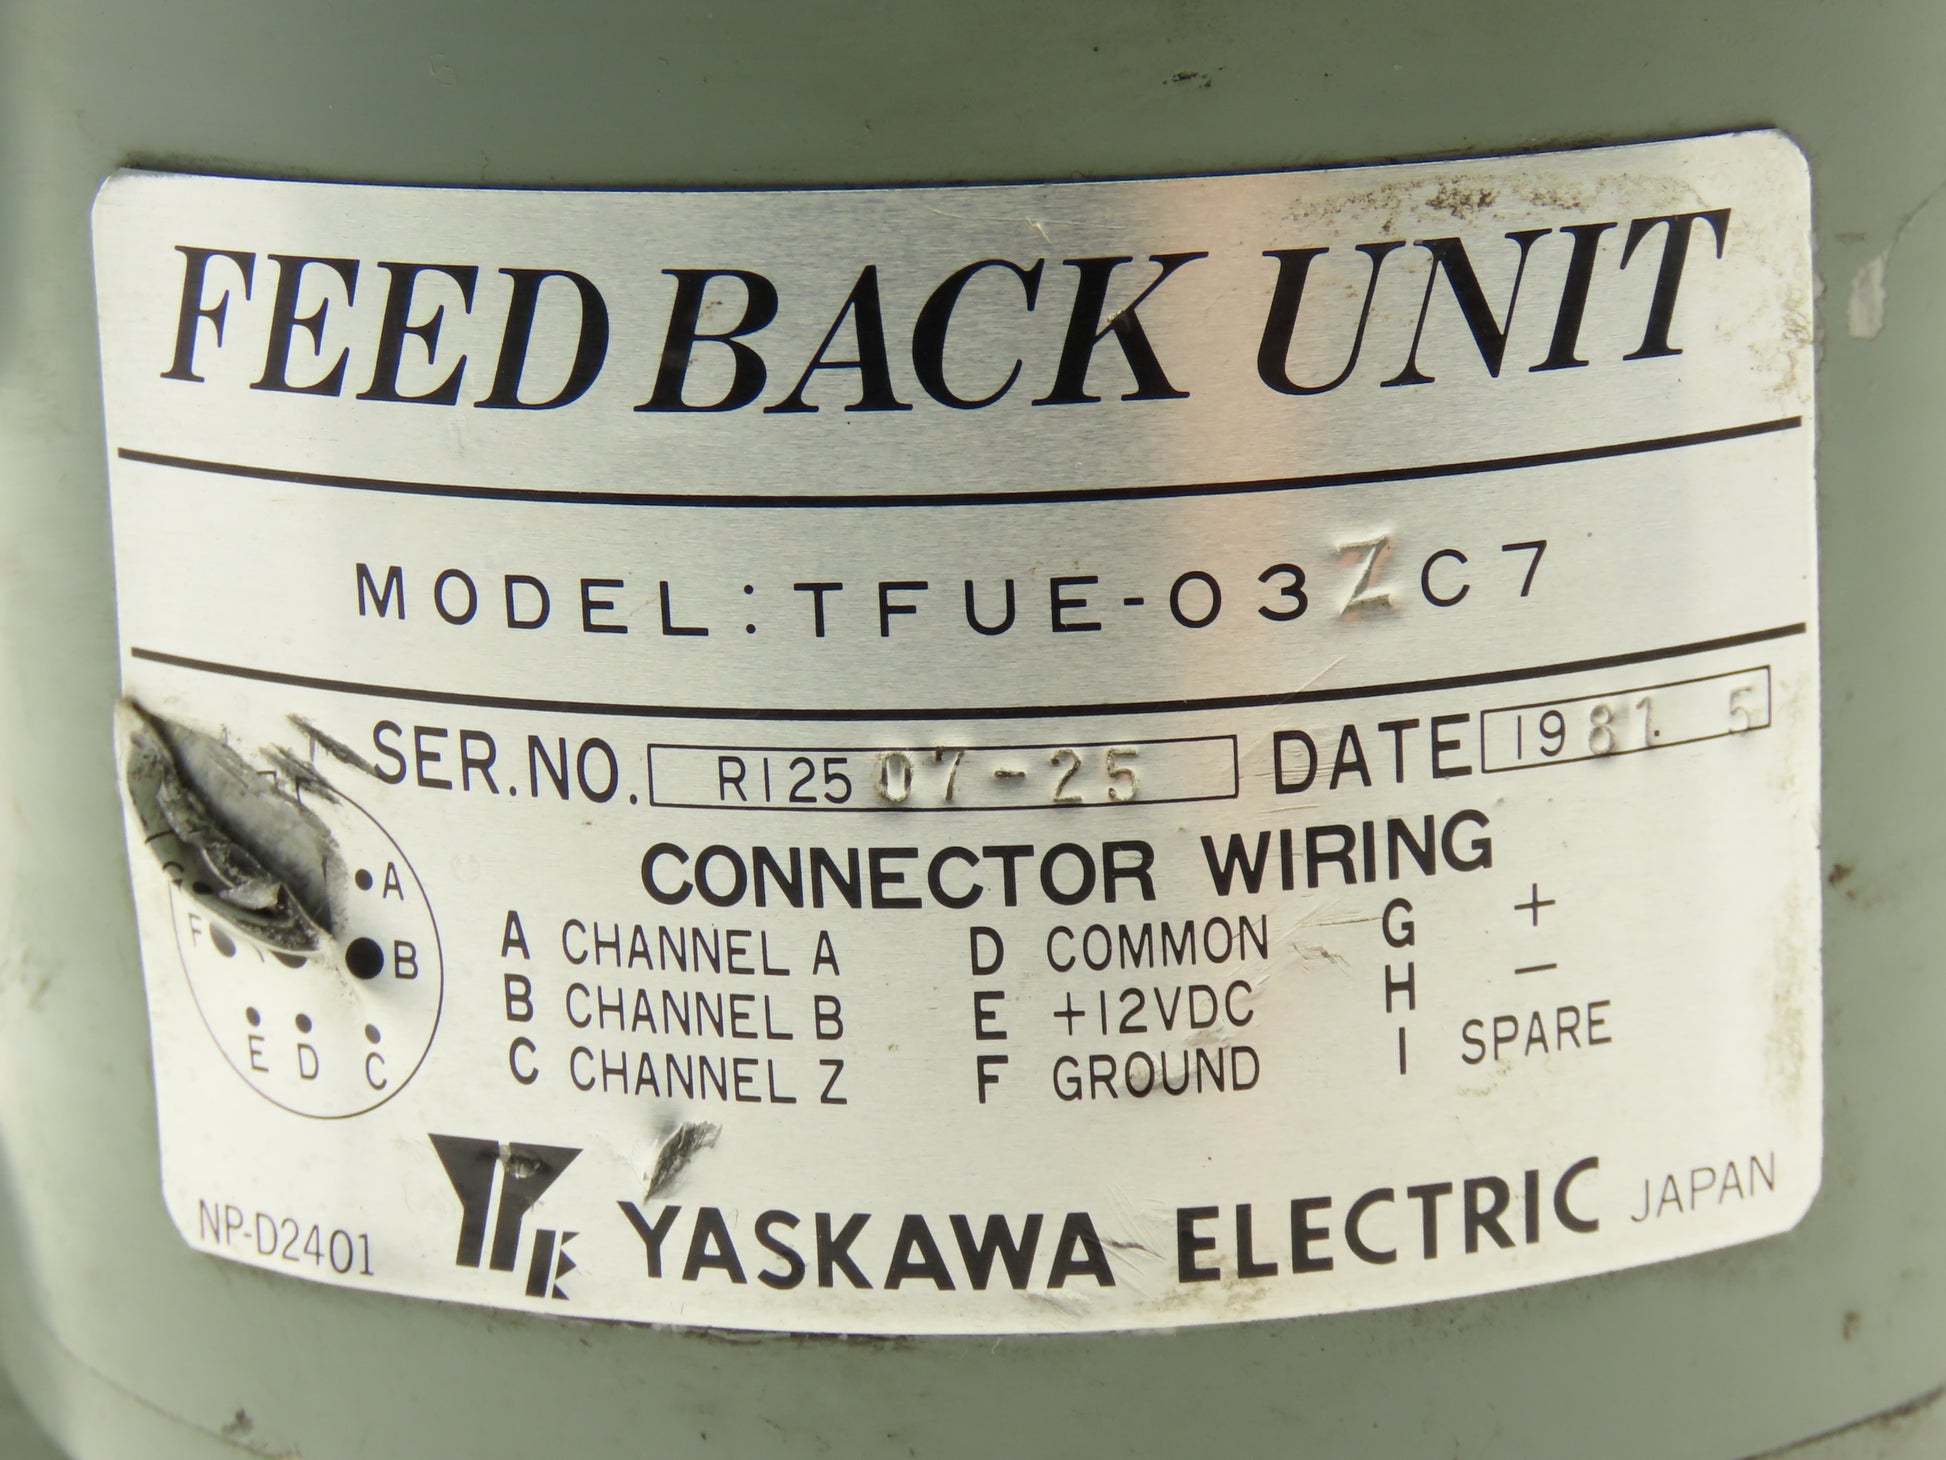 FEED BACK UNIT
MODEL: TFUE-03ZC7
SER.NO. R12507-25 DATE 1981. 5
CONNECTOR WIRING
A CHANNEL A D COMMON G +
B CHANNEL B E +12VDC H −
C CHANNEL Z F GROUND I SPARE
A
B
F
E D C
NP-D2401 YASKAWA ELECTRIC JAPAN